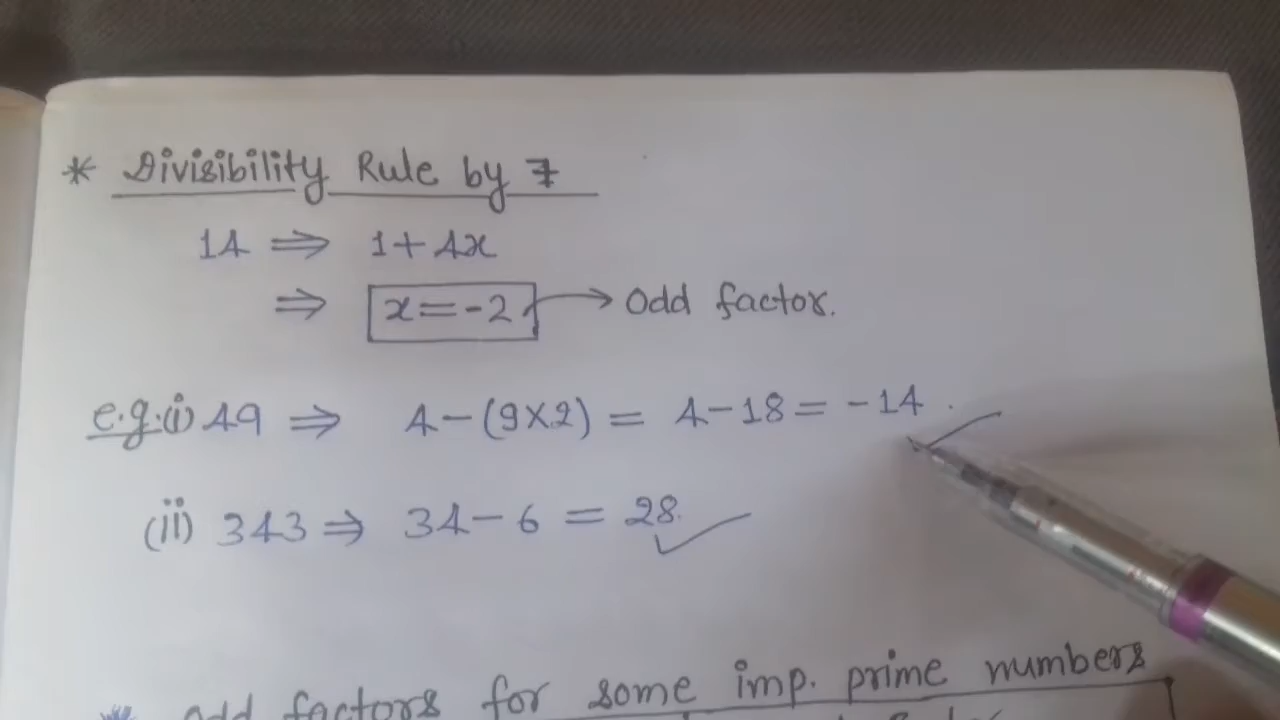 * Divisibility Rule by 7
14 ⇒ 1+4x
⇒ x=-2 → Odd factor.
e.g.(i) 49 ⇒ 4-(9×2) = 4-18 = -14.
(ii) 343 ⇒ 34-6 = 28.
* Odd factors for some imp. prime numbers